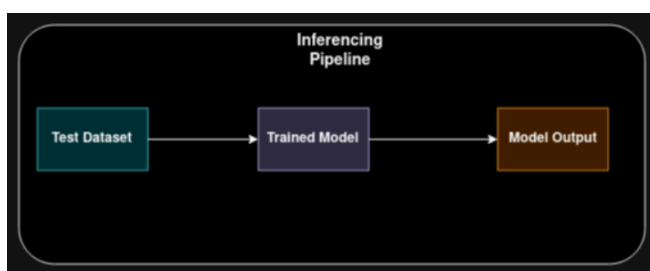 Inferencing
Pipeline
Test Dataset
Trained Model
Model Output